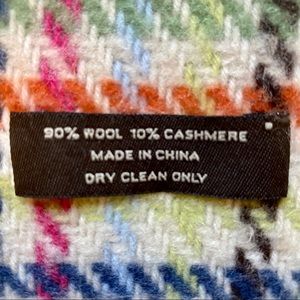 90% WOOL 10% CASHMERE
MADE IN CHINA
DRY CLEAN ONLY